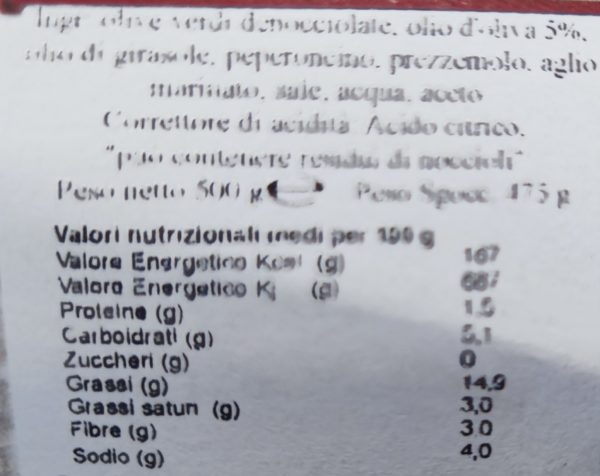 Ingr. olive verdi denocciolate, olio d'oliva 5%,
olio di girasole, peperoncino, prezzemolo, aglio
marinato, sale, acqua, aceto
Correttore di acidità Acido citrico,
"può contenere residui di noccioli"
Peso netto 500 g Peso Sgocc. 475 g
Valori nutrizionali medi per 100 g
Valore Energetico Kcal (g) 167
Valore Energetico Kj (g)
Proteine (g) 1,5
Carboidrati (g) 5,1
Zuccheri (g) 0
Grassi (g) 14,9
Grassi saturi (g) 3,0
Fibre (g) 3,0
Sodio (g) 4,0